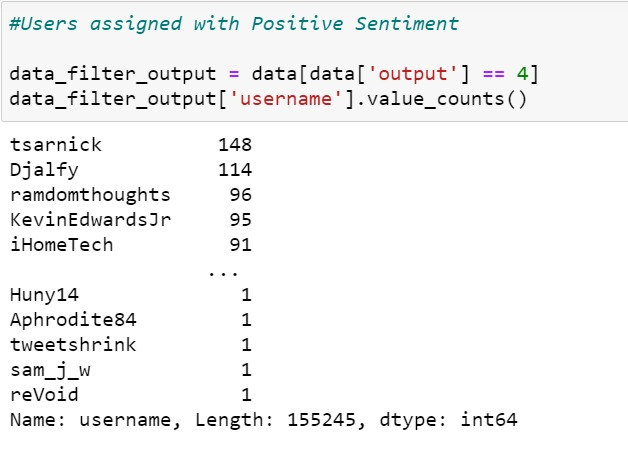 #Users assigned with Positive Sentiment
data_filter_output = data[data['output'] == 4]
data_filter_output['username'].value_counts()
tsarnick 148
Djalfy 114
ramdomthoughts 96
KevinEdwardsJr 95
iHomeTech 91
...
Huny14 1
Aphrodite84 1
tweetshrink 1
sam_j_w 1
reVoid 1
Name: username, Length: 155245, dtype: int64